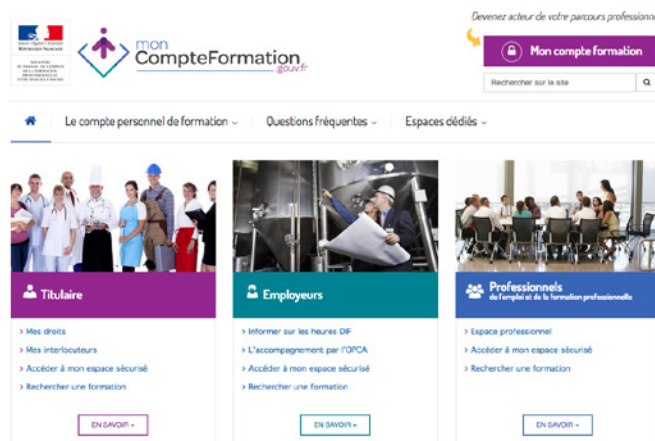 Devenez acteur de votre parcours professionn
RÉPUBLIQUE FRANÇAISE
mon
CompteFormation
.gouv.fr
Mon compte formation
Rechercher sur le site
Le compte personnel de formation
Questions fréquentes
Espaces dédiés
Titulaire
> Mes droits
> Mes interlocuteurs
> Accéder à mon espace sécurisé
> Rechercher une formation
EN SAVOIR +
Employeurs
> Informer sur les heures DIF
> L'accompagnement par l'OPCA
> Accéder à mon espace sécurisé
> Rechercher une formation
EN SAVOIR +
Professionnels
de l'emploi et de la formation professionnelle
> Espace professionnel
> Accéder à mon espace sécurisé
> Rechercher une formation
EN SAVOIR +